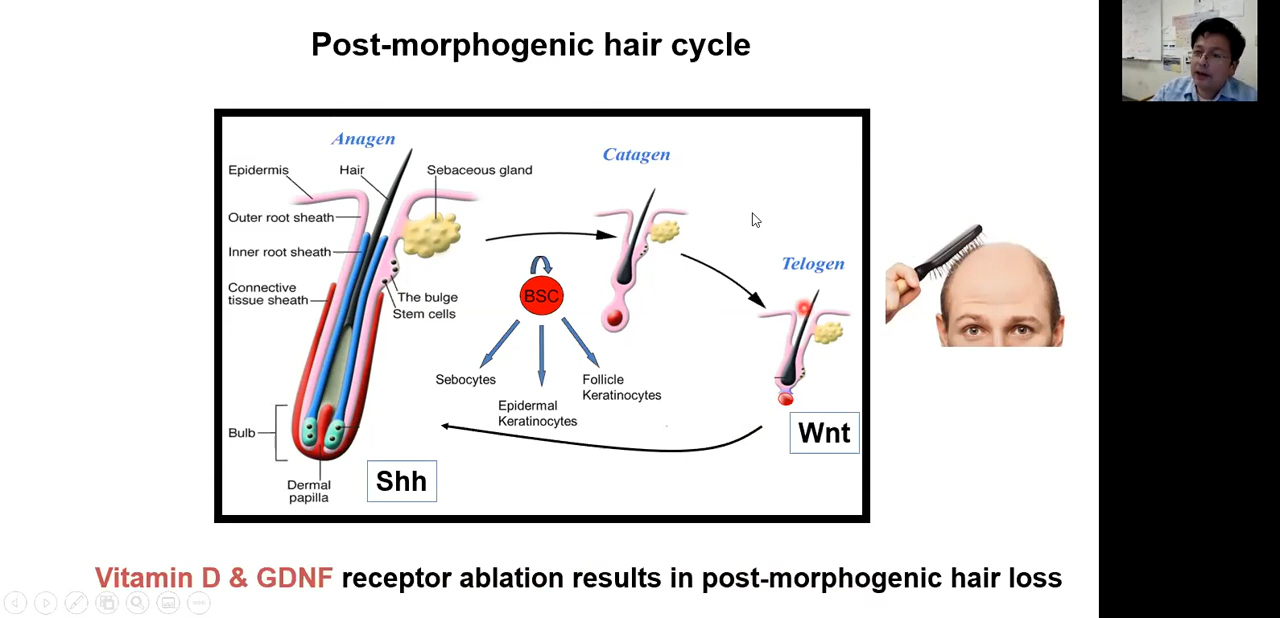 Post-morphogenic hair cycle
Anagen
Catagen
Telogen
Epidermis
Hair
Sebaceous gland
Outer root sheath
Inner root sheath
Connective
tissue sheath
The bulge
Stem cells
BSC
Sebocytes
Epidermal
Keratinocytes
Follicle
Keratinocytes
Bulb
Dermal
papilla
Shh
Wnt
Vitamin D & GDNF receptor ablation results in post-morphogenic hair loss